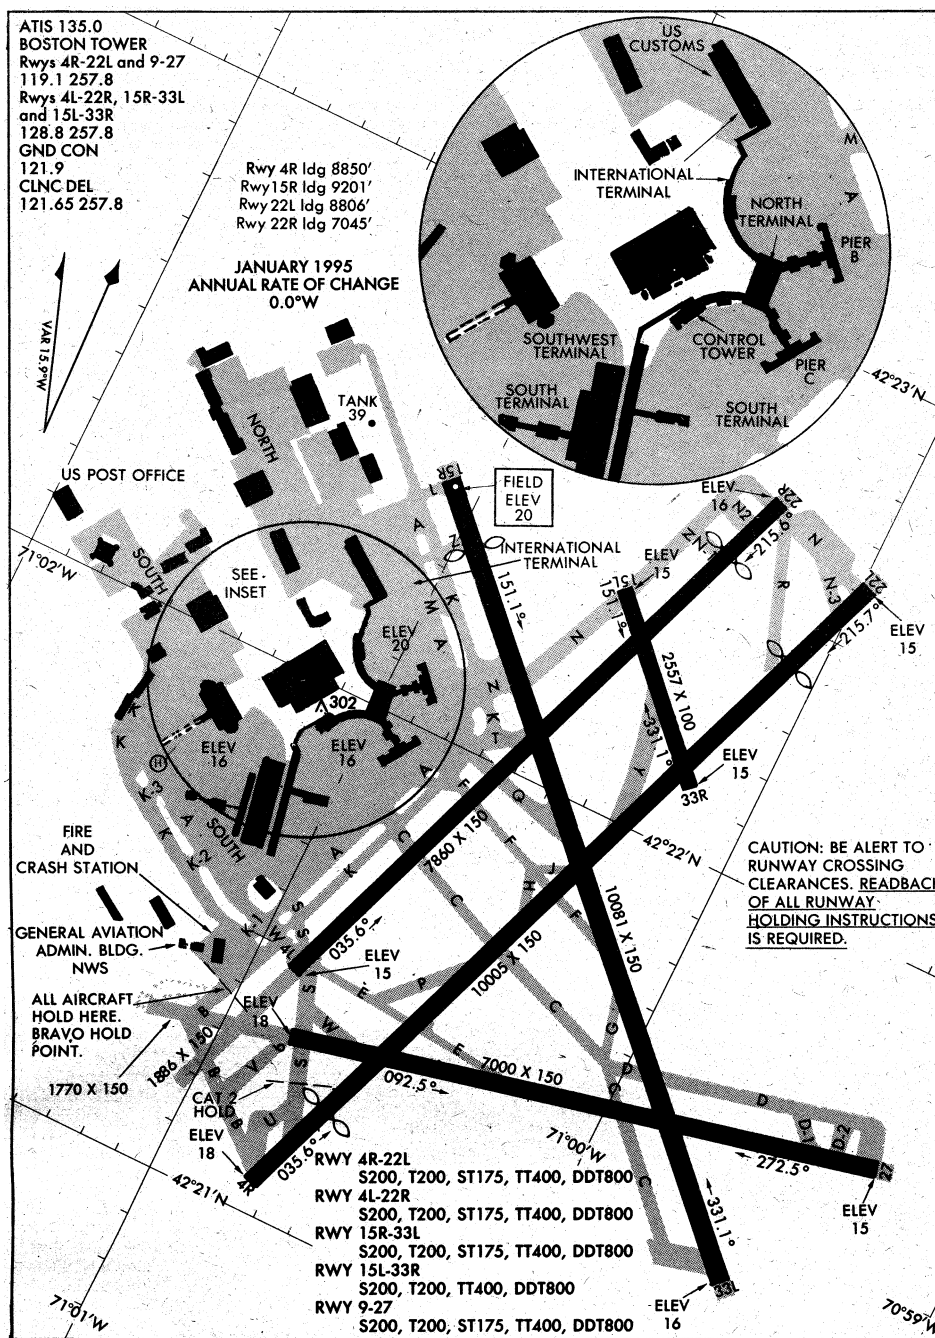 ATIS 135.0
BOSTON TOWER
Rwys 4R-22L and 9-27
119.1 257.8
Rwys 4L-22R, 15R-33L
and 15L-33R
128.8 257.8
GND CON
121.9
CLNC DEL
121.65 257.8
Rwy 4R ldg 8850'
Rwy 15R ldg 9201'
Rwy 22L ldg 8806'
Rwy 22R ldg 7045'
JANUARY 1995
ANNUAL RATE OF CHANGE
0.0°W
VAR 15.9°W
US
CUSTOMS
M
A
INTERNATIONAL
TERMINAL
NORTH
TERMINAL
PIER
B
SOUTHWEST
TERMINAL
CONTROL
TOWER
PIER
C
SOUTH
TERMINAL
SOUTH
TERMINAL
42°23'N
TANK
39
NORTH
US POST OFFICE
15R
FIELD
ELEV
20
ELEV
16
22R
N2
N
215.6°
71°02'W
SOUTH
SEE
INSET
INTERNATIONAL
TERMINAL
A
Z
K
M
A
151.1°
ELEV
15
15L
151.1°
N
R
N-3
22L
215.7°
ELEV
15
ELEV
20
302
2557 X 100
331.1°
Y
33R
ELEV
15
Z
K
T
K
K
H
K-3
ELEV
16
ELEV
16
A
K
K-2
SOUTH
A
K
A
C
F
Q
F
J
H
F
7860 X 150
42°22'N
FIRE
AND
CRASH STATION
CAUTION: BE ALERT TO
RUNWAY CROSSING
CLEARANCES. READBACK
OF ALL RUNWAY
HOLDING INSTRUCTIONS
IS REQUIRED.
GENERAL AVIATION
ADMIN. BLDG.
NWS
K-1
W
4L
S
S
035.6°
C
C
10081 X 150
10005 X 150
ELEV
15
E
P
C
G
ALL AIRCRAFT
HOLD HERE.
BRAVO HOLD
POINT.
B
ELEV
18
S
W
E
1770 X 150
1886 X 150
B
V
9
S
7000 X 150
092.5°
D
G
D
CAT 2
HOLD
B
U
D-1
D-2
ELEV
18
4R
035.6°
71°00'W
272.5°
27
ELEV
15
C
331.1°
42°21'N
RWY 4R-22L
S200, T200, ST175, TT400, DDT800
RWY 4L-22R
S200, T200, ST175, TT400, DDT800
RWY 15R-33L
S200, T200, ST175, TT400, DDT800
RWY 15L-33R
S200, T200, TT400, DDT800
RWY 9-27
S200, T200, ST175, TT400, DDT800
33L
ELEV
16
71°01'W
70°59'W